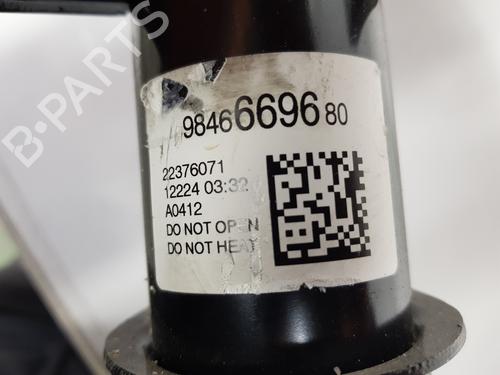 B-PARTS
9846669680
22376071
12224 03:32
A0412
DO NOT OPEN
DO NOT HEAT